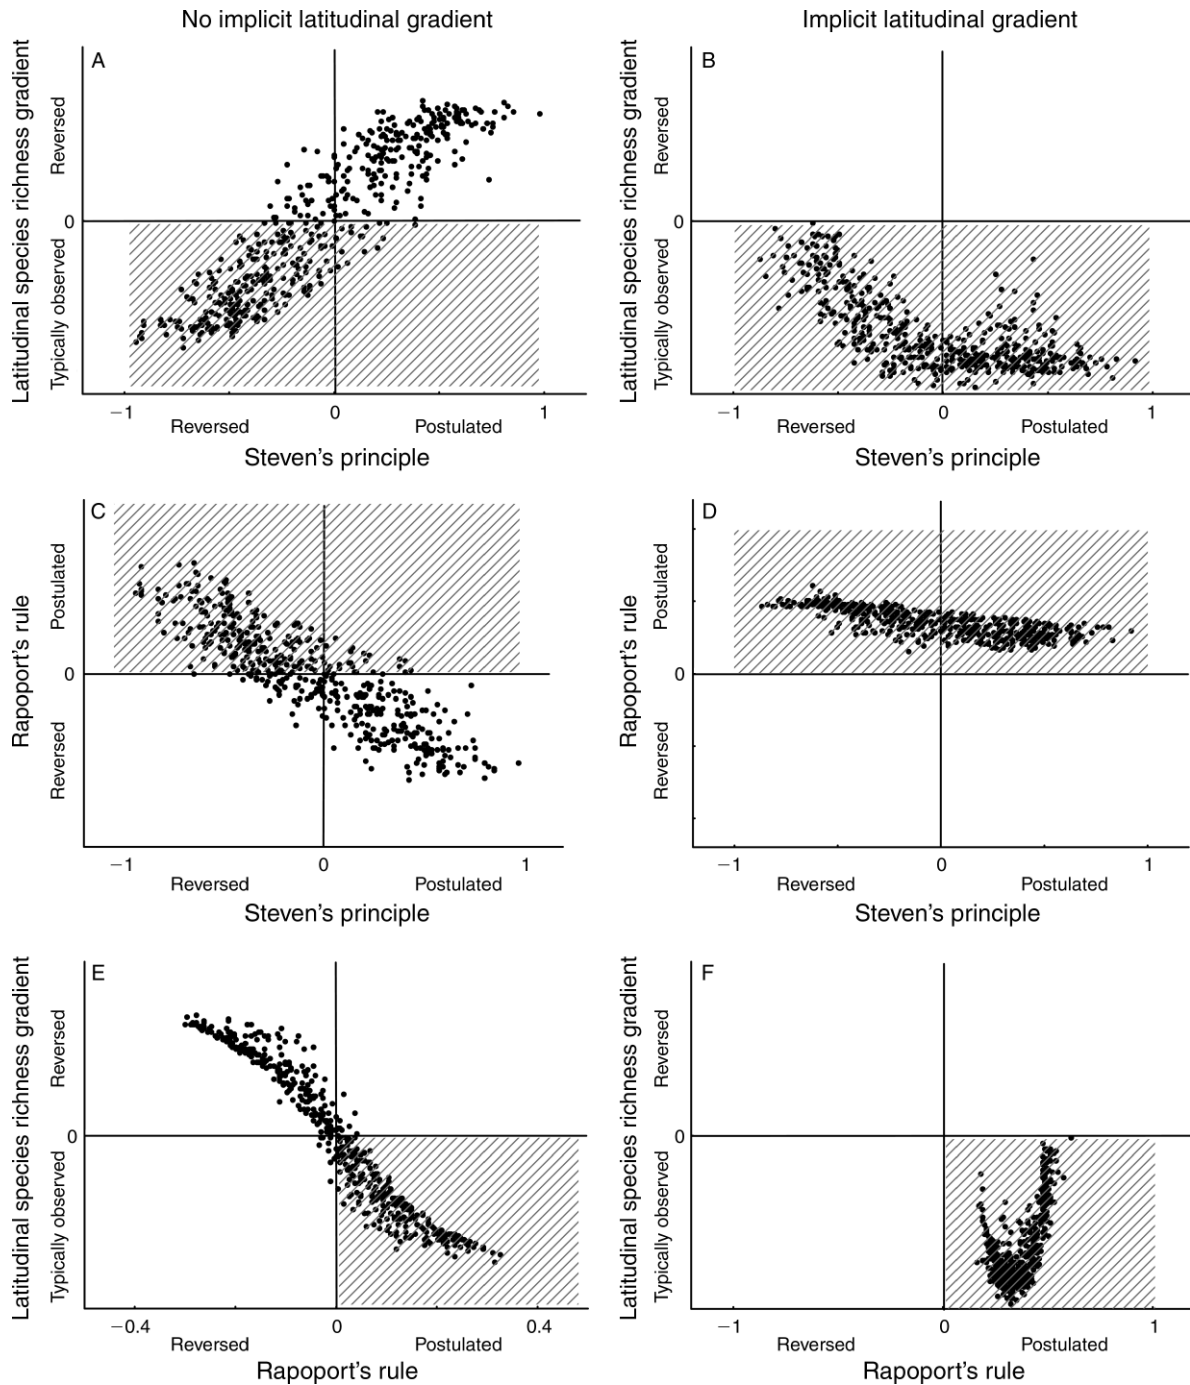 No implicit latitudinal gradient
Implicit latitudinal gradient
A
Latitudinal species richness gradient
Reversed
0
Typically observed
−1
0
1
Reversed
Postulated
Steven's principle
B
Latitudinal species richness gradient
Reversed
0
Typically observed
−1
0
1
Reversed
Postulated
Steven's principle
C
Rapoport's rule
Postulated
0
Reversed
−1
0
1
Reversed
Postulated
Steven's principle
D
Rapoport's rule
Postulated
0
Reversed
−1
0
1
Reversed
Postulated
Steven's principle
E
Latitudinal species richness gradient
Reversed
0
Typically observed
−0.4
0
0.4
Reversed
Postulated
Rapoport's rule
F
Latitudinal species richness gradient
Reversed
0
Typically observed
−1
0
1
Reversed
Postulated
Rapoport's rule